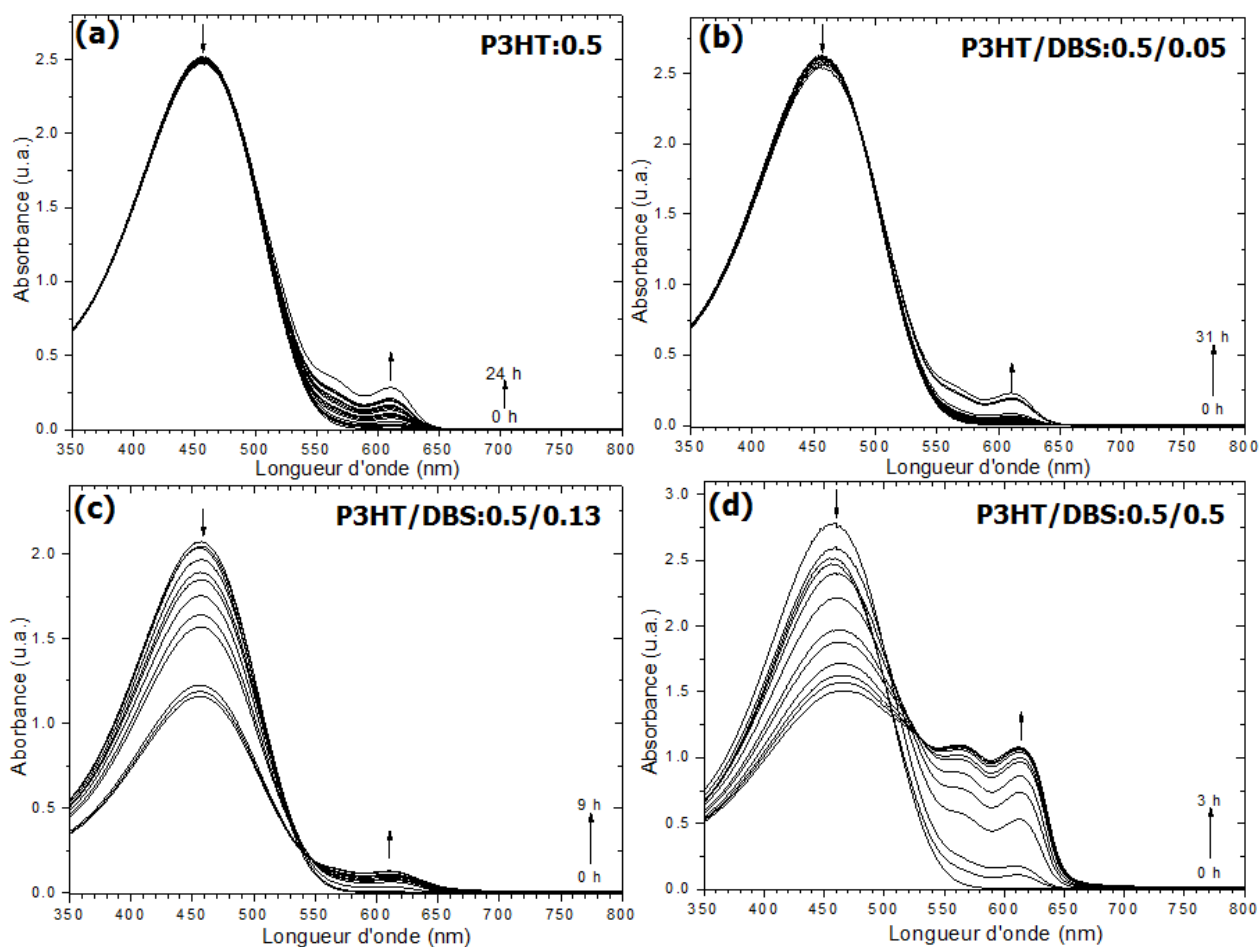 (a)
P3HT:0.5
Absorbance (u.a.)
2.5
2.0
1.5
1.0
0.5
0.0
24 h
0 h
350 400 450 500 550 600 650 700 750 800
Longueur d'onde (nm)
(b)
P3HT/DBS:0.5/0.05
Absorbance (u.a.)
2.5
2.0
1.5
1.0
0.5
0.0
31 h
0 h
350 400 450 500 550 600 650 700 750 800
Longueur d'onde (nm)
(c)
P3HT/DBS:0.5/0.13
Aborbance (u.a.)
2.0
1.5
1.0
0.5
0.0
9 h
0 h
350 400 450 500 550 600 650 700 750 800
Longueur d'onde (nm)
(d)
P3HT/DBS:0.5/0.5
Absorbance (u.a.)
3.0
2.5
2.0
1.5
1.0
0.5
0.0
3 h
0 h
350 400 450 500 550 600 650 700 750 800
Longueur d'onde (nm)